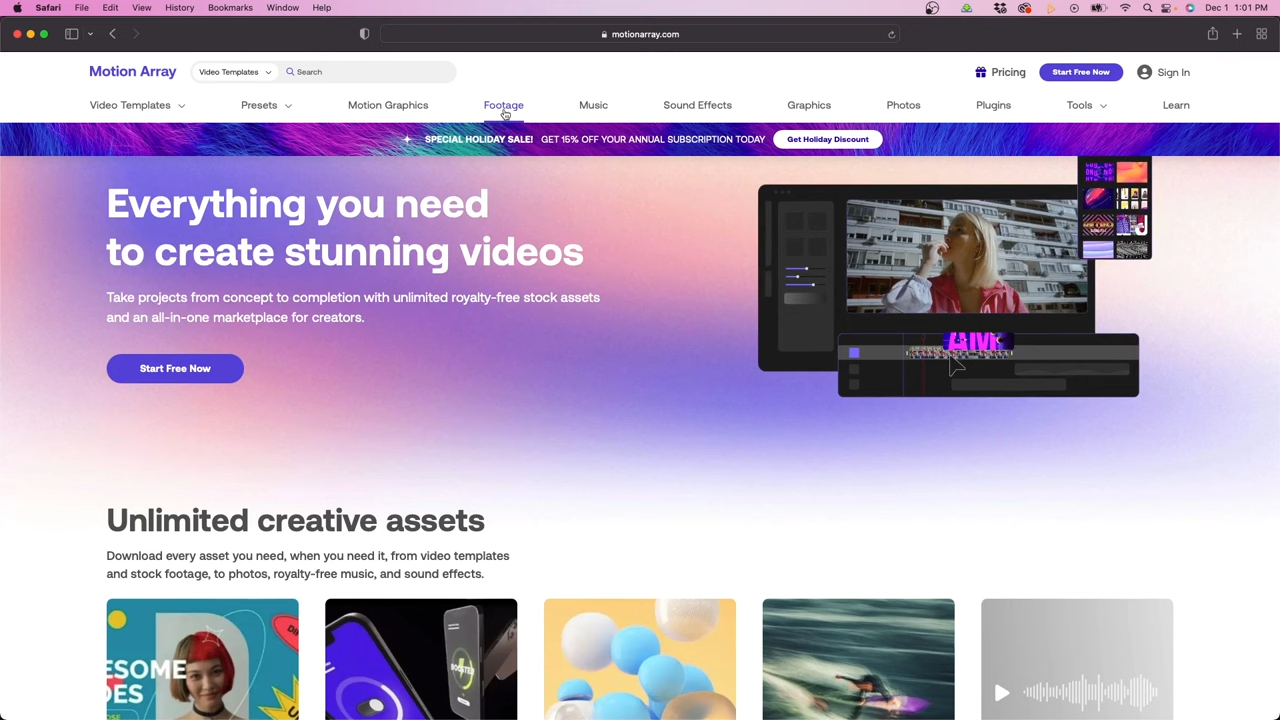 Safari File Edit View History Bookmarks Window Help
Dec 1 1:01 PM
motionarray.com
Motion Array
Video Templates
Search
Pricing
Start Free Now
Sign In
Video Templates
Presets
Motion Graphics
Footage
Music
Sound Effects
Graphics
Photos
Plugins
Tools
Learn
SPECIAL HOLIDAY SALE! GET 15% OFF YOUR ANNUAL SUBSCRIPTION TODAY
Get Holiday Discount
Everything you need
to create stunning videos
Take projects from concept to completion with unlimited royalty-free stock assets
and an all-in-one marketplace for creators.
Start Free Now
AM
Unlimited creative assets
Download every asset you need, when you need it, from video templates
and stock footage, to photos, royalty-free music, and sound effects.
ESOME
DES
BOOSTED